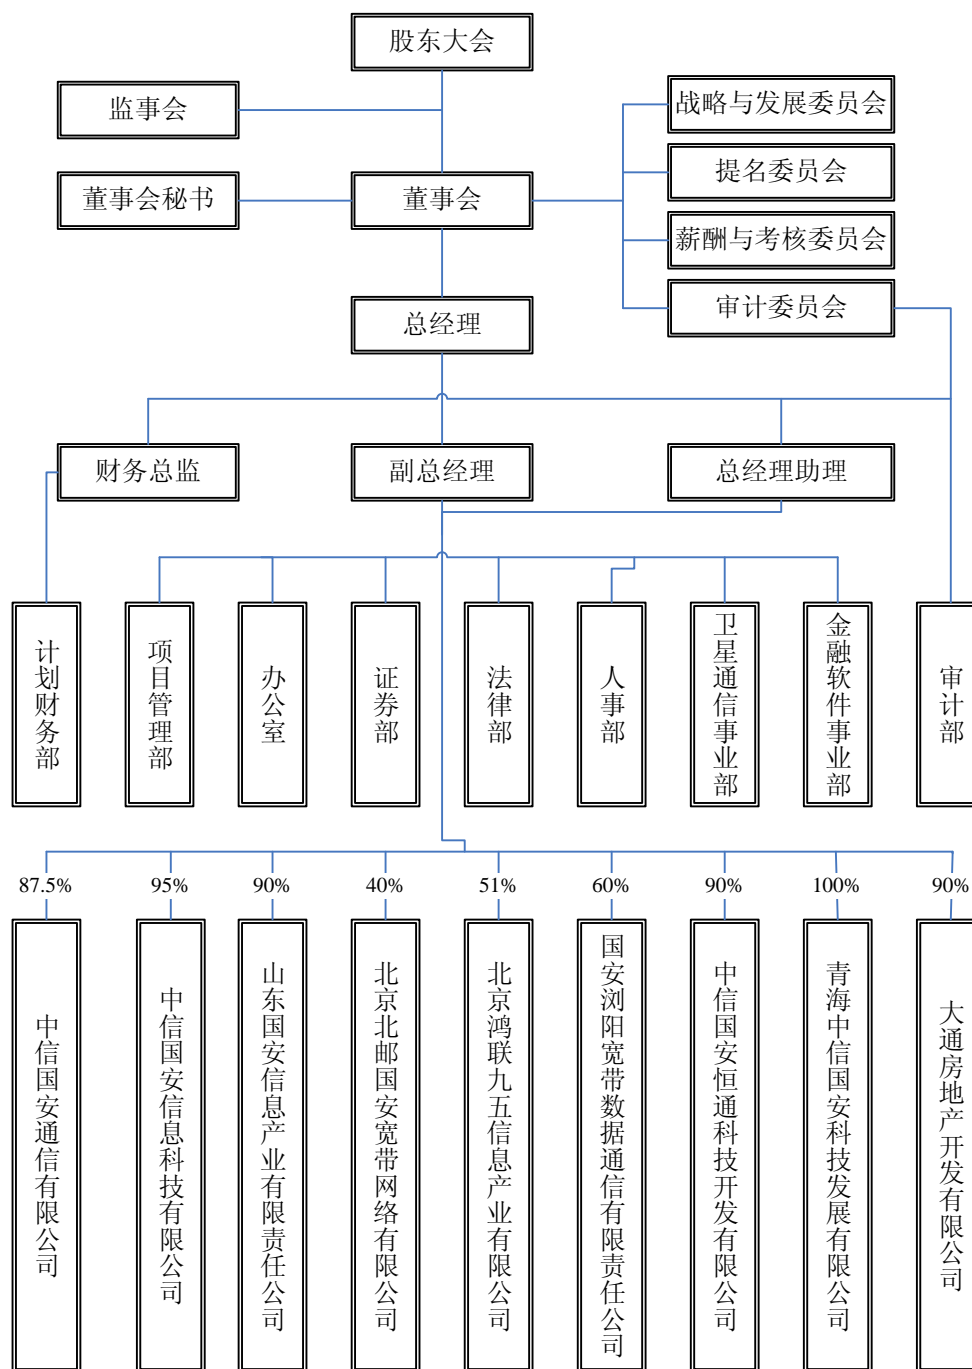 股东大会
监事会
战略与发展委员会
提名委员会
董事会秘书
董事会
薪酬与考核委员会
总经理
审计委员会
财务总监
副总经理
总经理助理
计划财务部
项目管理部
办公室
证券部
法律部
人事部
卫星通信事业部
金融软件事业部
审计部
87.5%
95%
90%
40%
51%
60%
90%
100%
90%
中信国安通信有限公司
中信国安信息科技有限公司
山东国安信息产业有限责任公司
北京北邮国安宽带网络有限公司
北京鸿联九五信息产业有限公司
国安浏阳宽带数据通信有限责任公司
中信国安恒通科技开发有限公司
青海中信国安科技发展有限公司
大通房地产开发有限公司